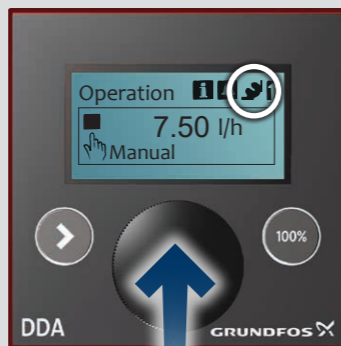 Operation
7.50 l/h
Manual
100%
DDA
GRUNDFOS